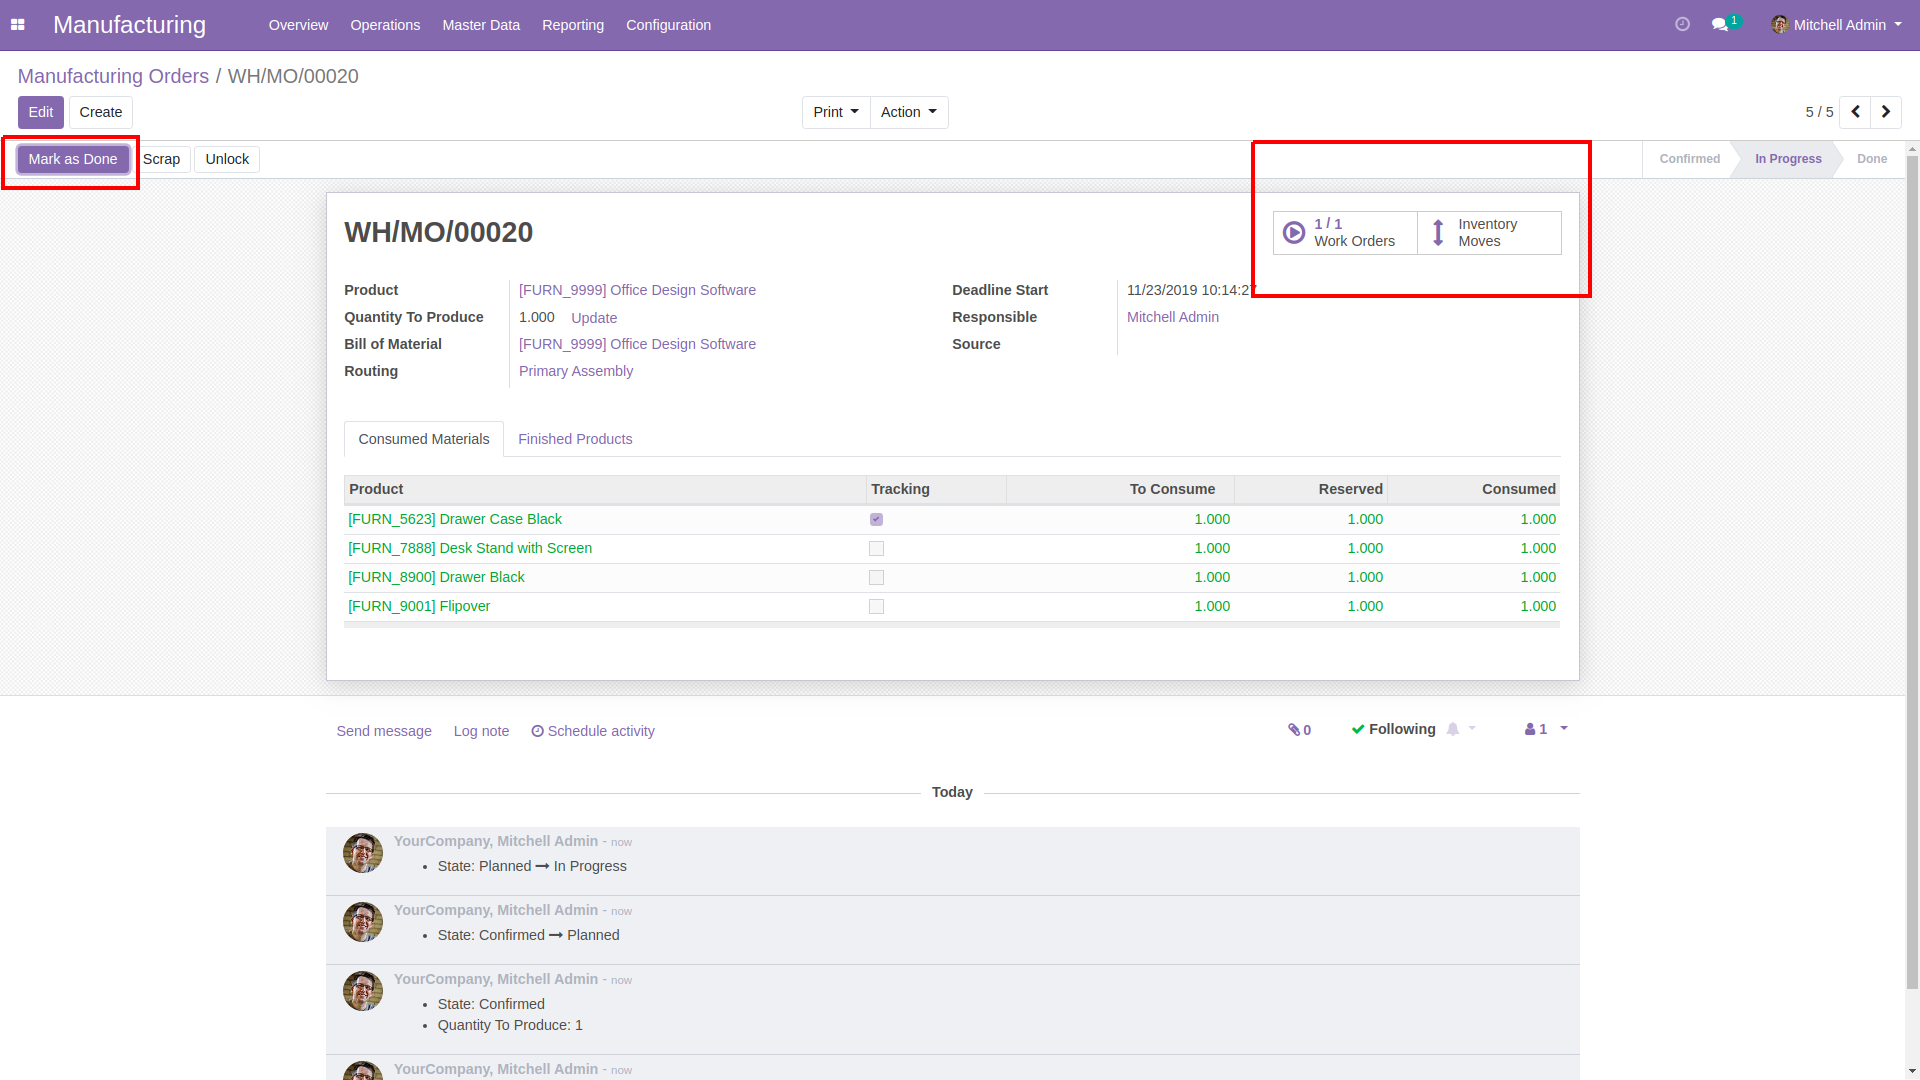 Manufacturing Overview Operations Master Data Reporting Configuration 1 Mitchell Admin
Manufacturing Orders / WH/MO/00020
Edit Create Print Action 5 / 5
Mark as Done Scrap Unlock Confirmed In Progress Done
WH/MO/00020
1 / 1
Work Orders
Inventory
Moves
Product [FURN_9999] Office Design Software
Quantity To Produce 1.000 Update
Bill of Material [FURN_9999] Office Design Software
Routing Primary Assembly
Deadline Start 11/23/2019 10:14:27
Responsible Mitchell Admin
Source
Consumed Materials Finished Products
Product Tracking To Consume Reserved Consumed
[FURN_5623] Drawer Case Black 1.000 1.000 1.000
[FURN_7888] Desk Stand with Screen 1.000 1.000 1.000
[FURN_8900] Drawer Black 1.000 1.000 1.000
[FURN_9001] Flipover 1.000 1.000 1.000
Send message Log note Schedule activity 0 Following 1
Today
YourCompany, Mitchell Admin - now
• State: Planned → In Progress
YourCompany, Mitchell Admin - now
• State: Confirmed → Planned
YourCompany, Mitchell Admin - now
• State: Confirmed
• Quantity To Produce: 1
YourCompany, Mitchell Admin - now